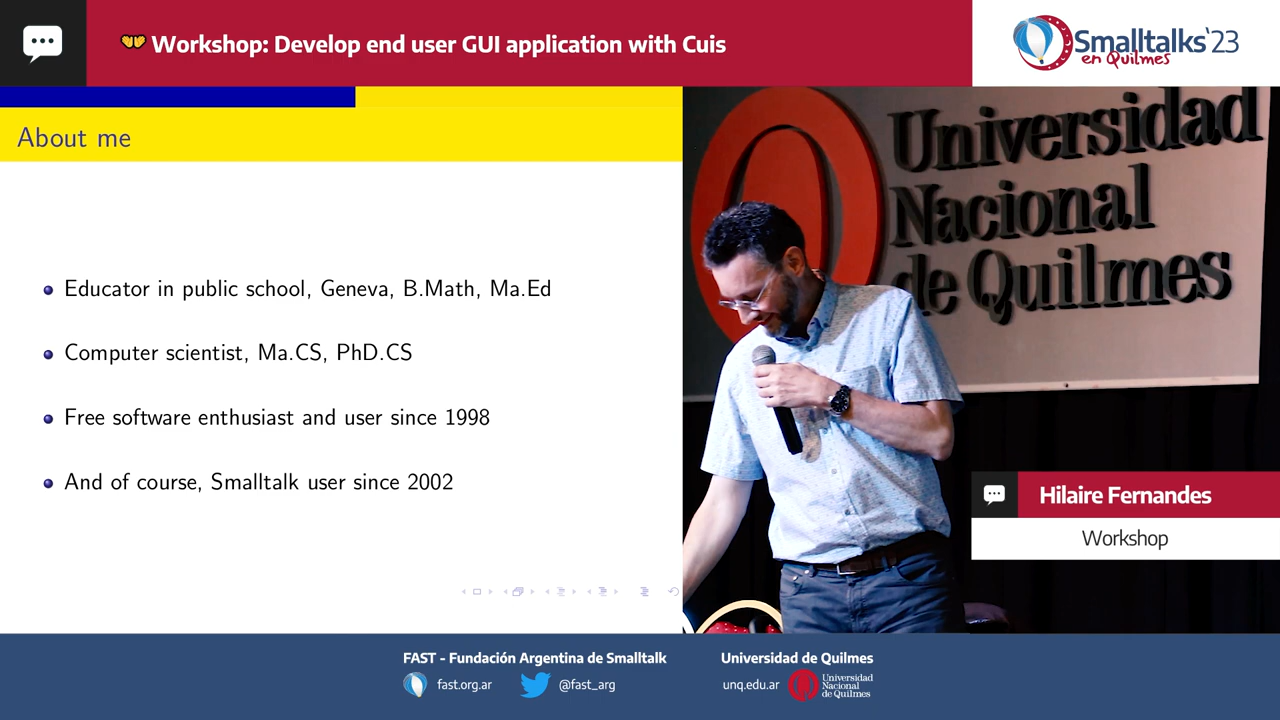 Workshop: Develop end user GUI application with Cuis
Smalltalks'23
en Quilmes
About me
Educator in public school, Geneva, B.Math, Ma.Ed
Computer scientist, Ma.CS, PhD.CS
Free software enthusiast and user since 1998
And of course, Smalltalk user since 2002
Universidad
Nacional
de Quilmes
Hilaire Fernandes
Workshop
FAST - Fundación Argentina de Smalltalk
fast.org.ar
@fast_arg
Universidad de Quilmes
unq.edu.ar
Universidad
Nacional
de Quilmes